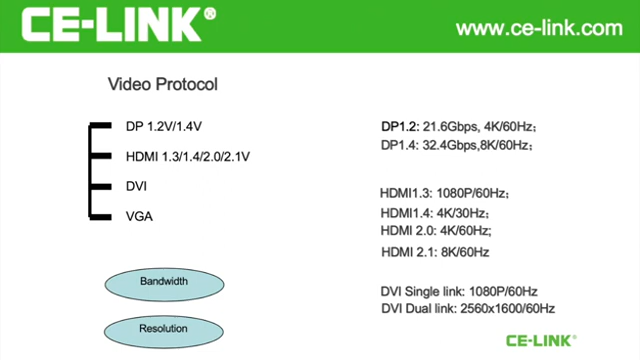 CE-LINK®
www.ce-link.com
Video Protocol
DP 1.2V/1.4V
HDMI 1.3/1.4/2.0/2.1V
DVI
VGA
Bandwidth
Resolution
DP1.2: 21.6Gbps, 4K/60Hz;
DP1.4: 32.4Gbps,8K/60Hz;
HDMI1.3: 1080P/60Hz;
HDMI1.4: 4K/30Hz;
HDMI 2.0: 4K/60Hz;
HDMI 2.1: 8K/60Hz
DVI Single link: 1080P/60Hz
DVI Dual link: 2560x1600/60Hz
CE-LINK®